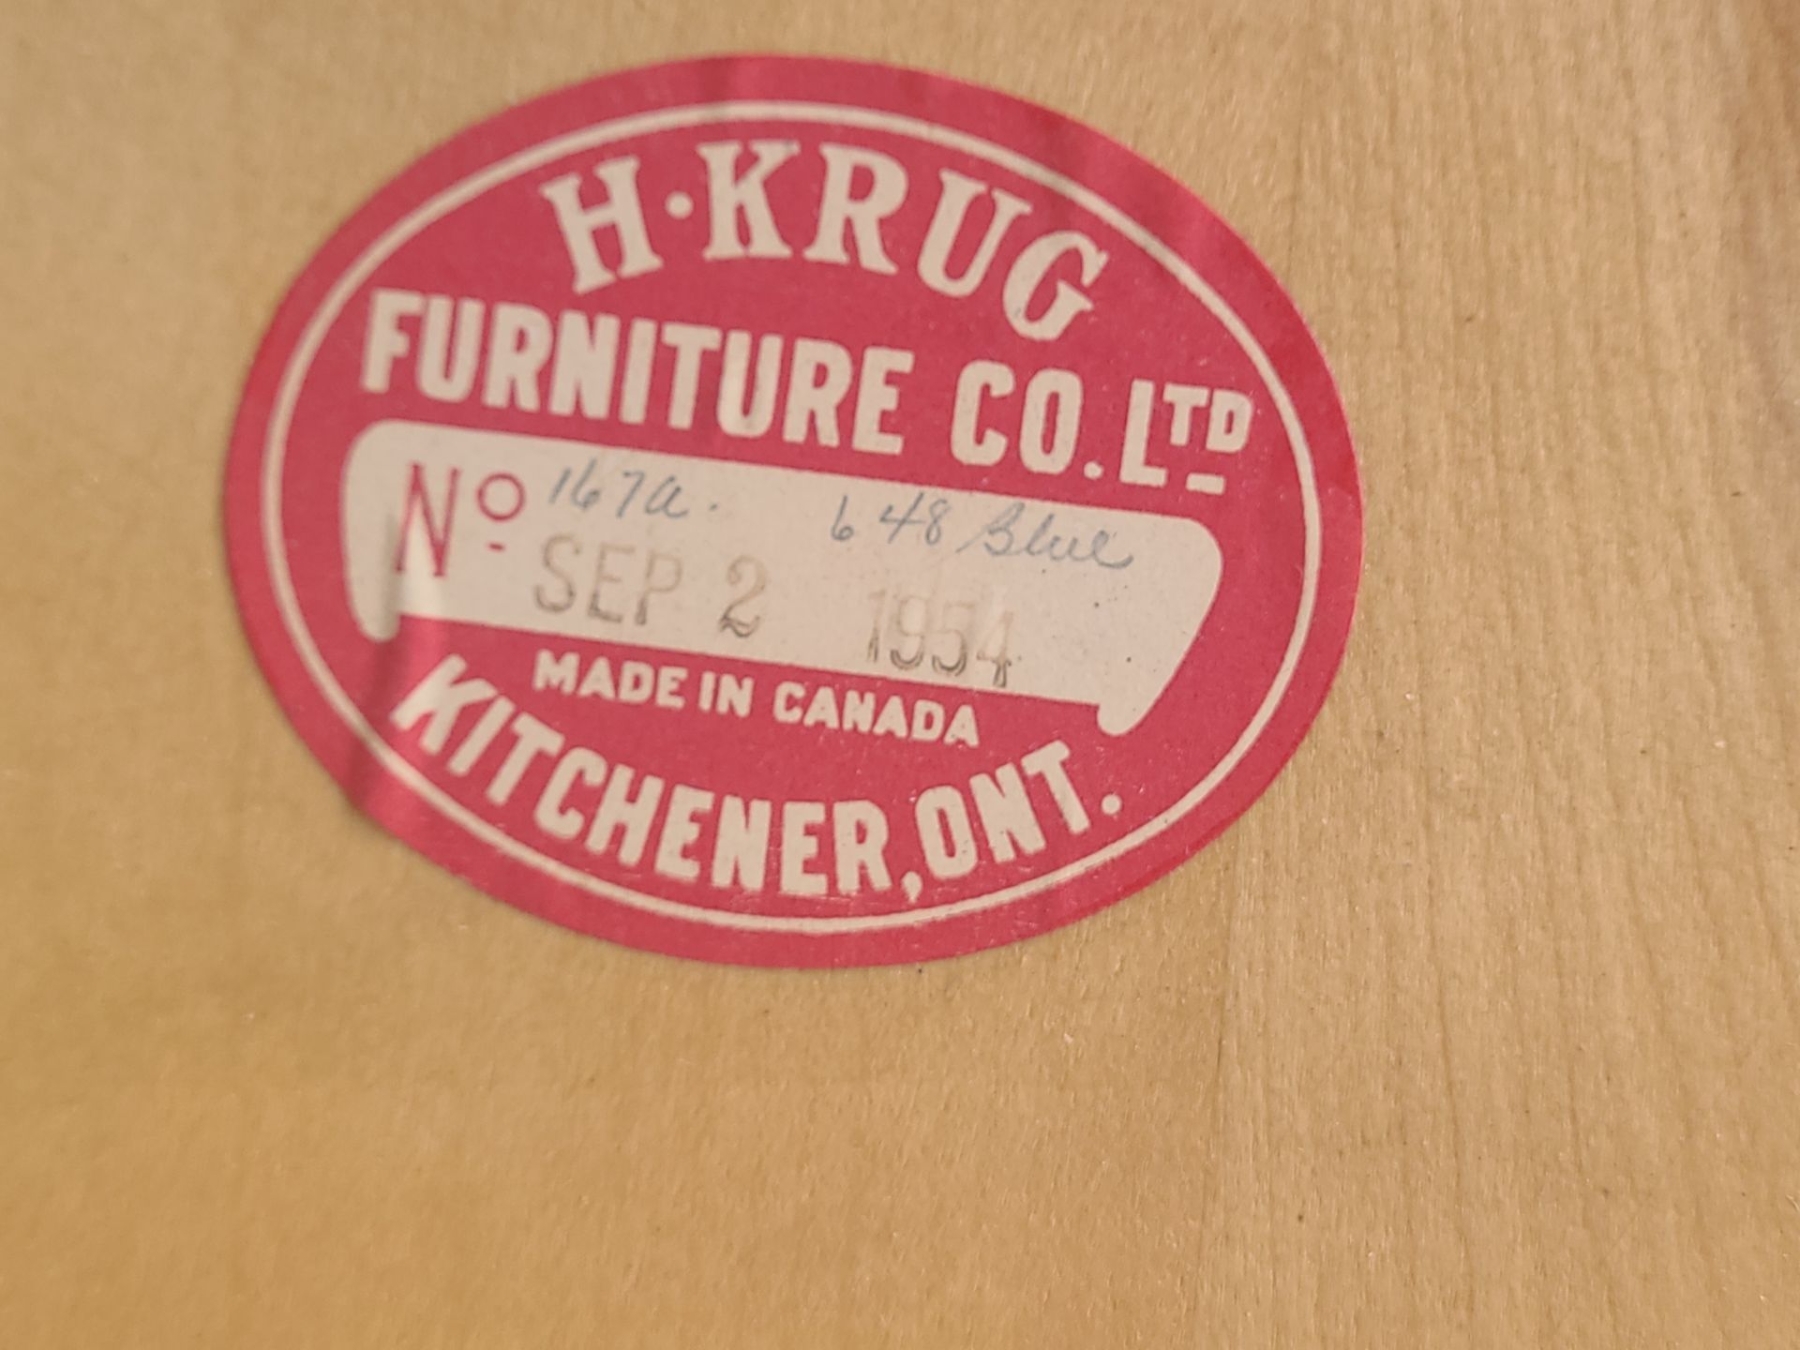 H·KRUG
FURNITURE CO. LTD
No 167a. 648 Blue
SEP 2 1954
MADE IN CANADA
KITCHENER, ONT.